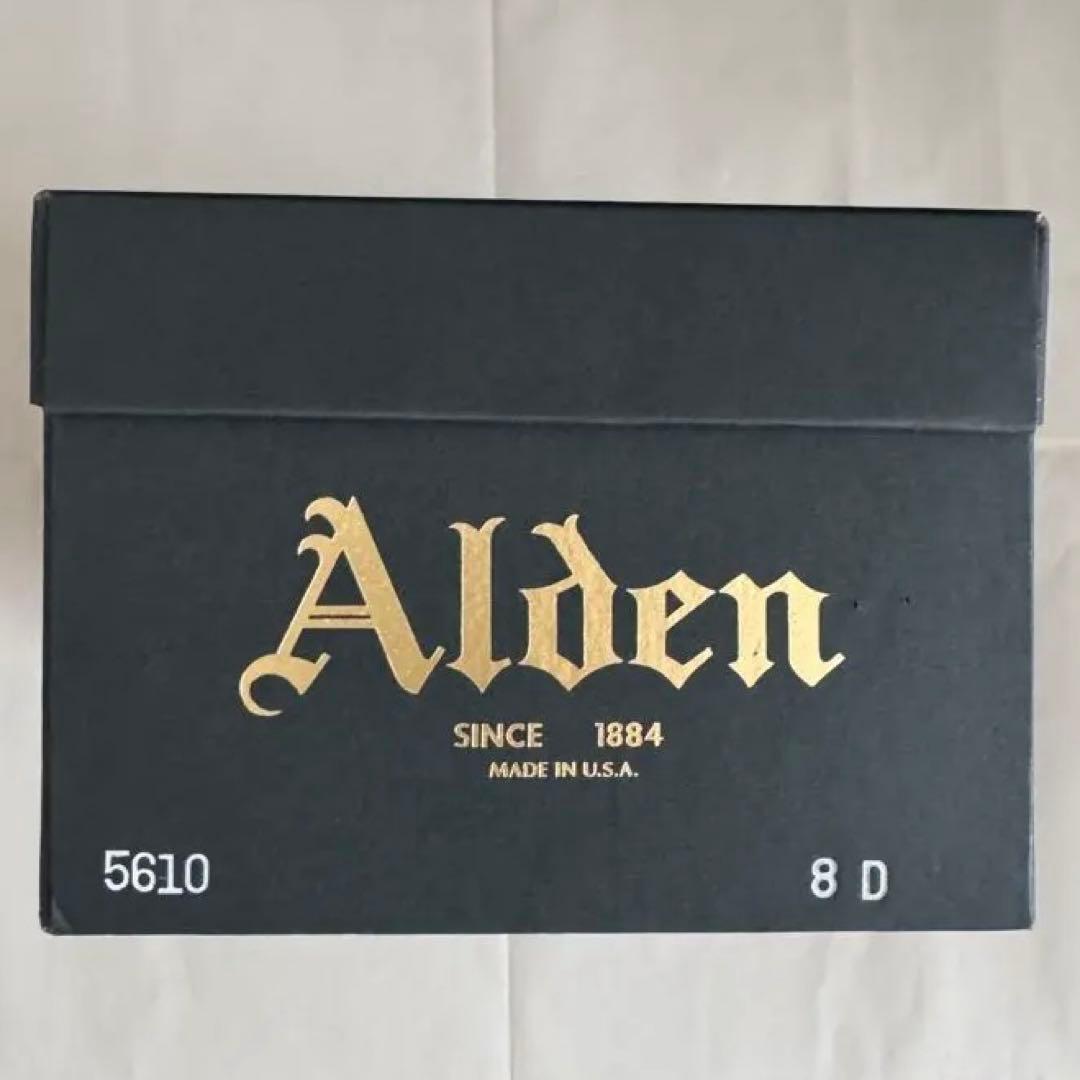 Alden
SINCE 1884
MADE IN U.S.A.
5610 8 D